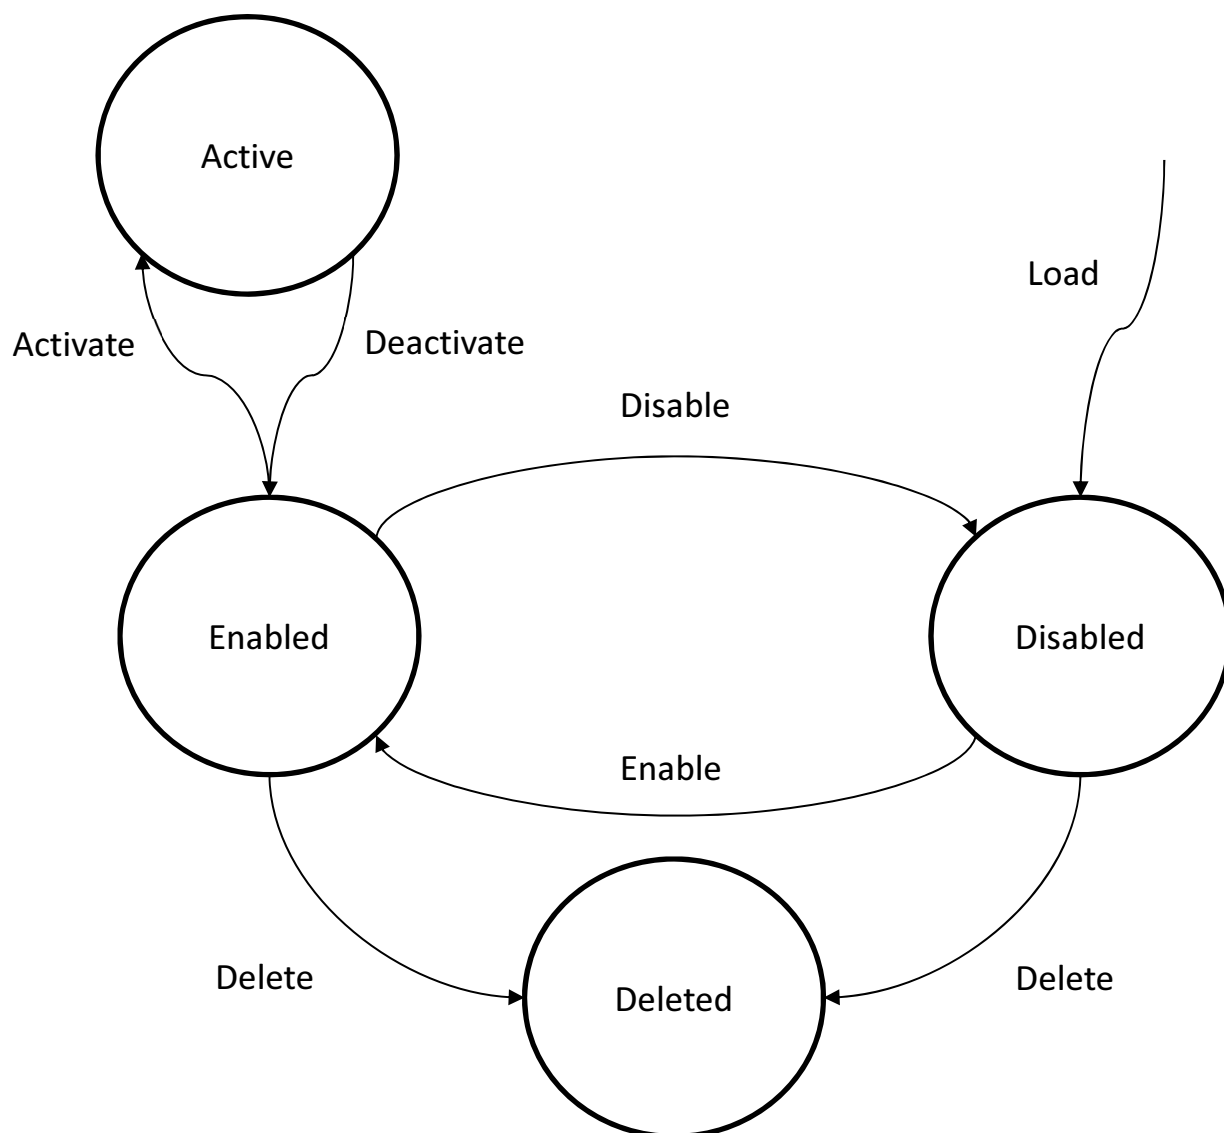 Active
Load
Activate
Deactivate
Disable
Enabled
Disabled
Enable
Delete
Deleted
Delete